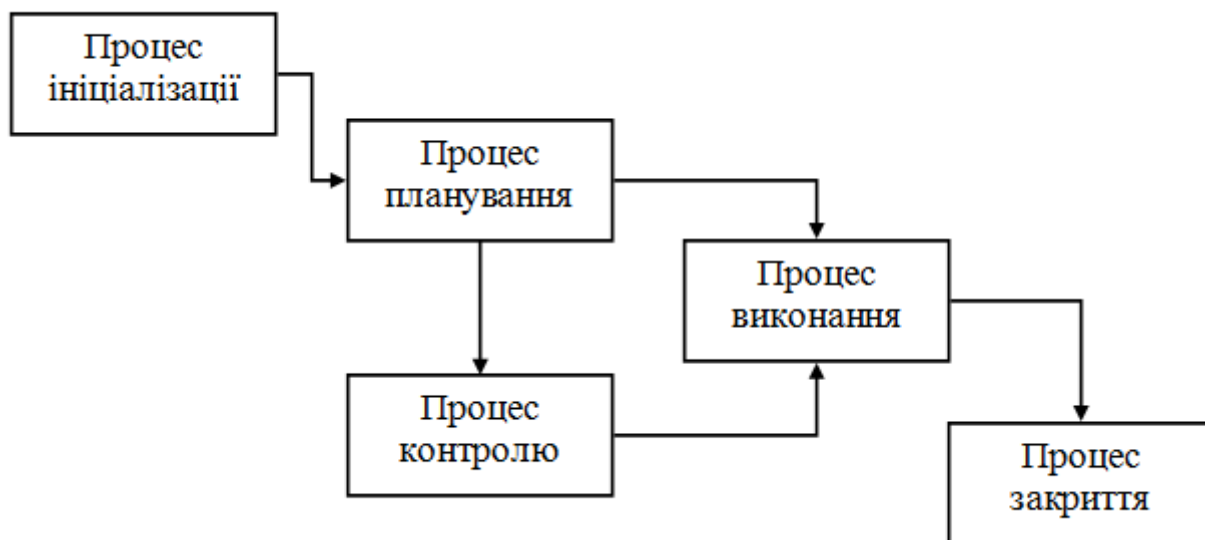 Процес
ініціалізації
Процес
планування
Процес
виконання
Процес
контролю
Процес
закриття